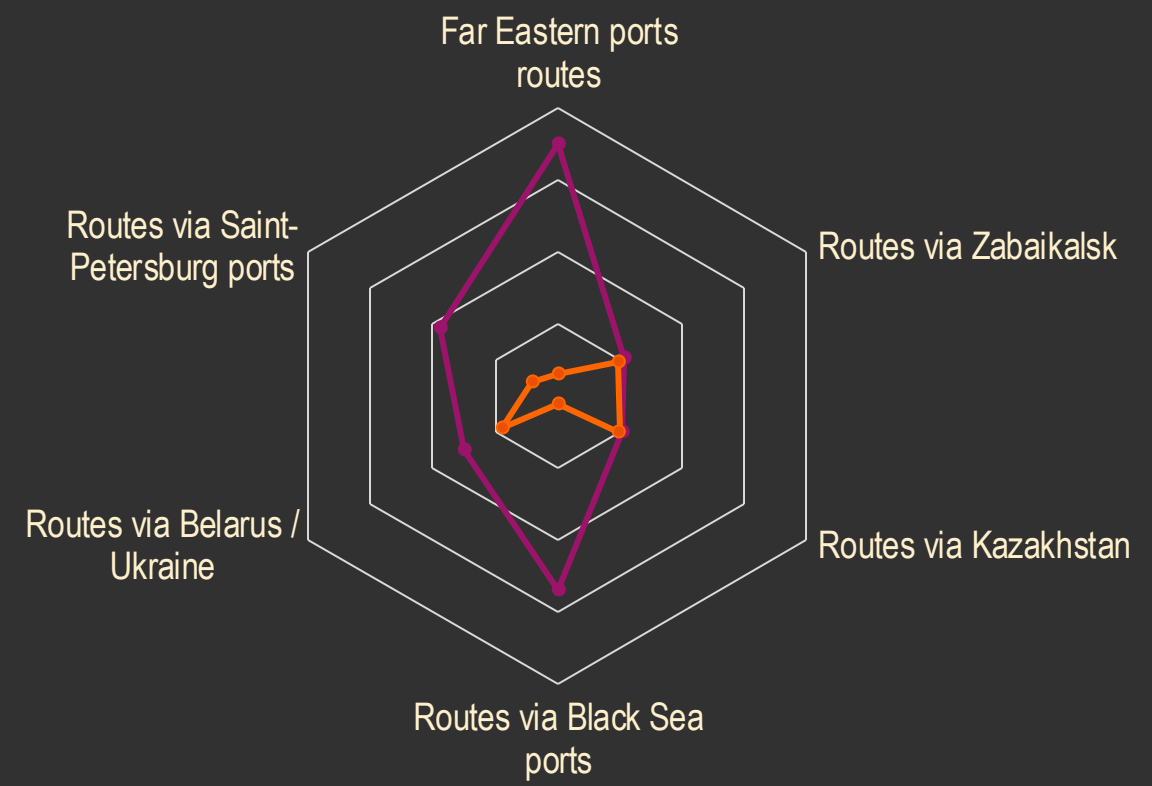 Far Eastern ports
routes
Routes via Saint-
Petersburg ports
Routes via Zabaikalsk
Routes via Belarus /
Ukraine
Routes via Kazakhstan
Routes via Black Sea
ports